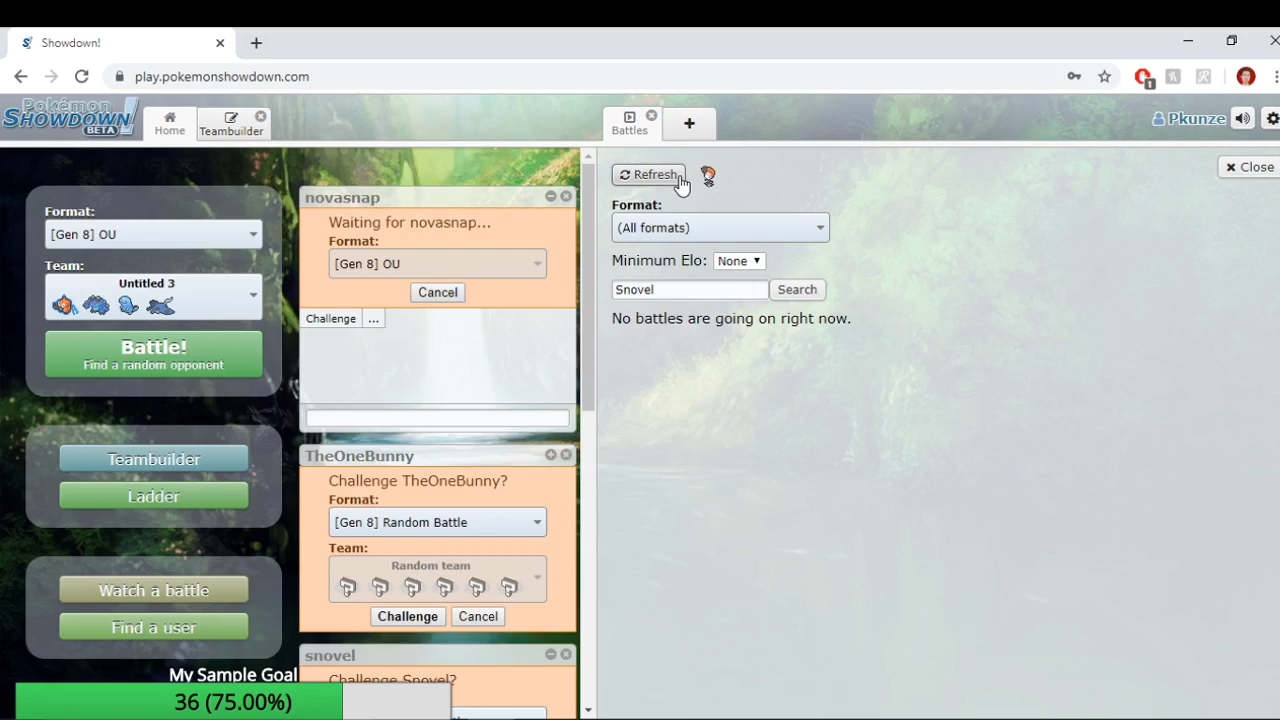 Showdown!
play.pokemonshowdown.com
1
Pokémon
SHOWDOWN!
BETA
Home
Teambuilder
Battles
Pkunze
Refresh
Close
Format:
(All formats)
Minimum Elo: None
Snovel
Search
No battles are going on right now.
Format:
[Gen 8] OU
Team:
Untitled 3
Battle!
Find a random opponent
Teambuilder
Ladder
Watch a battle
Find a user
novasnap
Waiting for novasnap...
Format:
[Gen 8] OU
Cancel
Challenge ...
TheOneBunny
Challenge TheOneBunny?
Format:
[Gen 8] Random Battle
Team:
Random team
Challenge Cancel
snovel
Challenge Snovel?
My Sample Goal
36 (75.00%)